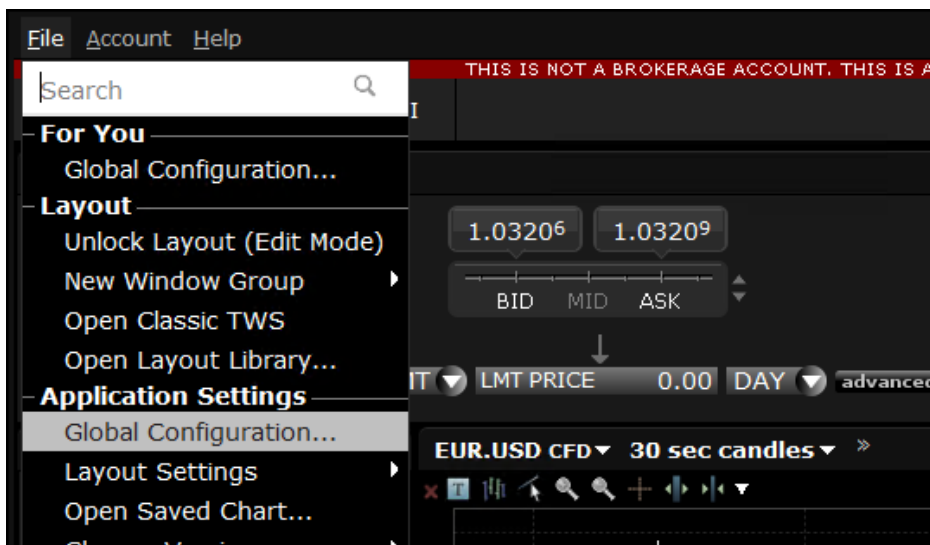 File Account Help
THIS IS NOT A BROKERAGE ACCOUNT. THIS IS A
Search
For You
Global Configuration...
Layout
Unlock Layout (Edit Mode)
New Window Group
Open Classic TWS
Open Layout Library...
Application Settings
Global Configuration...
Layout Settings
Open Saved Chart...
1.03206 1.03209
BID MID ASK
LMT PRICE 0.00 DAY advanced
EUR.USD CFD 30 sec candles »
T